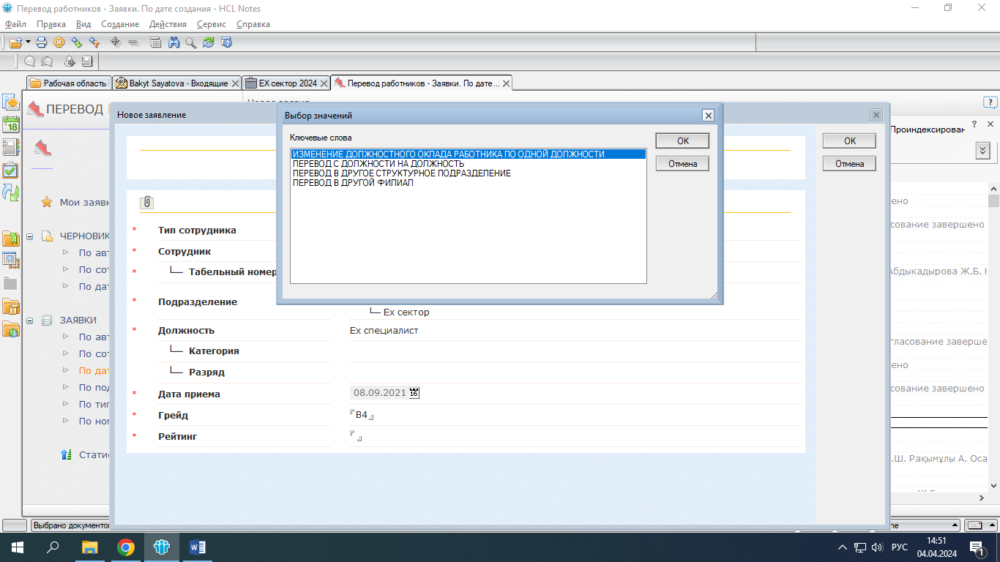 Перевод работников - Заявки. По дате создания - HCL Notes
Файл Правка Вид Создание Действия Сервис Справка
Рабочая область
Bakyt Sayatova - Входящие
EX сектор 2024
Перевод работников - Заявки. По дате ...
18
ПЕРЕВОД
Новое заявление
Выбор значений
Проиндексирован
Ключевые слова
ИЗМЕНЕНИЕ ДОЛЖНОСТНОГО ОКЛАДА РАБОТНИКА ПО ОДНОЙ ДОЛЖНОСТИ
ПЕРЕВОД С ДОЛЖНОСТИ НА ДОЛЖНОСТЬ
ПЕРЕВОД В ДРУГОЕ СТРУКТУРНОЕ ПОДРАЗДЕЛЕНИЕ
ПЕРЕВОД В ДРУГОЙ ФИЛИАЛ
OK
Отмена
OK
Отмена
Мои заявк
ЧЕРНОВИК
По авт
По сот
По дат
ЗАЯВКИ
По авт
По сот
По дат
По под
По тип
По ном
Статис
* Тип сотрудника
* Сотрудник
* Табельный номер
* Подразделение
Ex сектор
* Должность Ex специалист
Категория
Разряд
* Дата приема 08.09.2021 16
* Грейд B4
* Рейтинг
ено
сование завершено
Абдыкадырова Ж.Б.
гласование заверше
ено
сование завершено
.Ш. Рақымұлы А. Оса
Выбрано документов
ne
РУС
14:51
04.04.2024
1